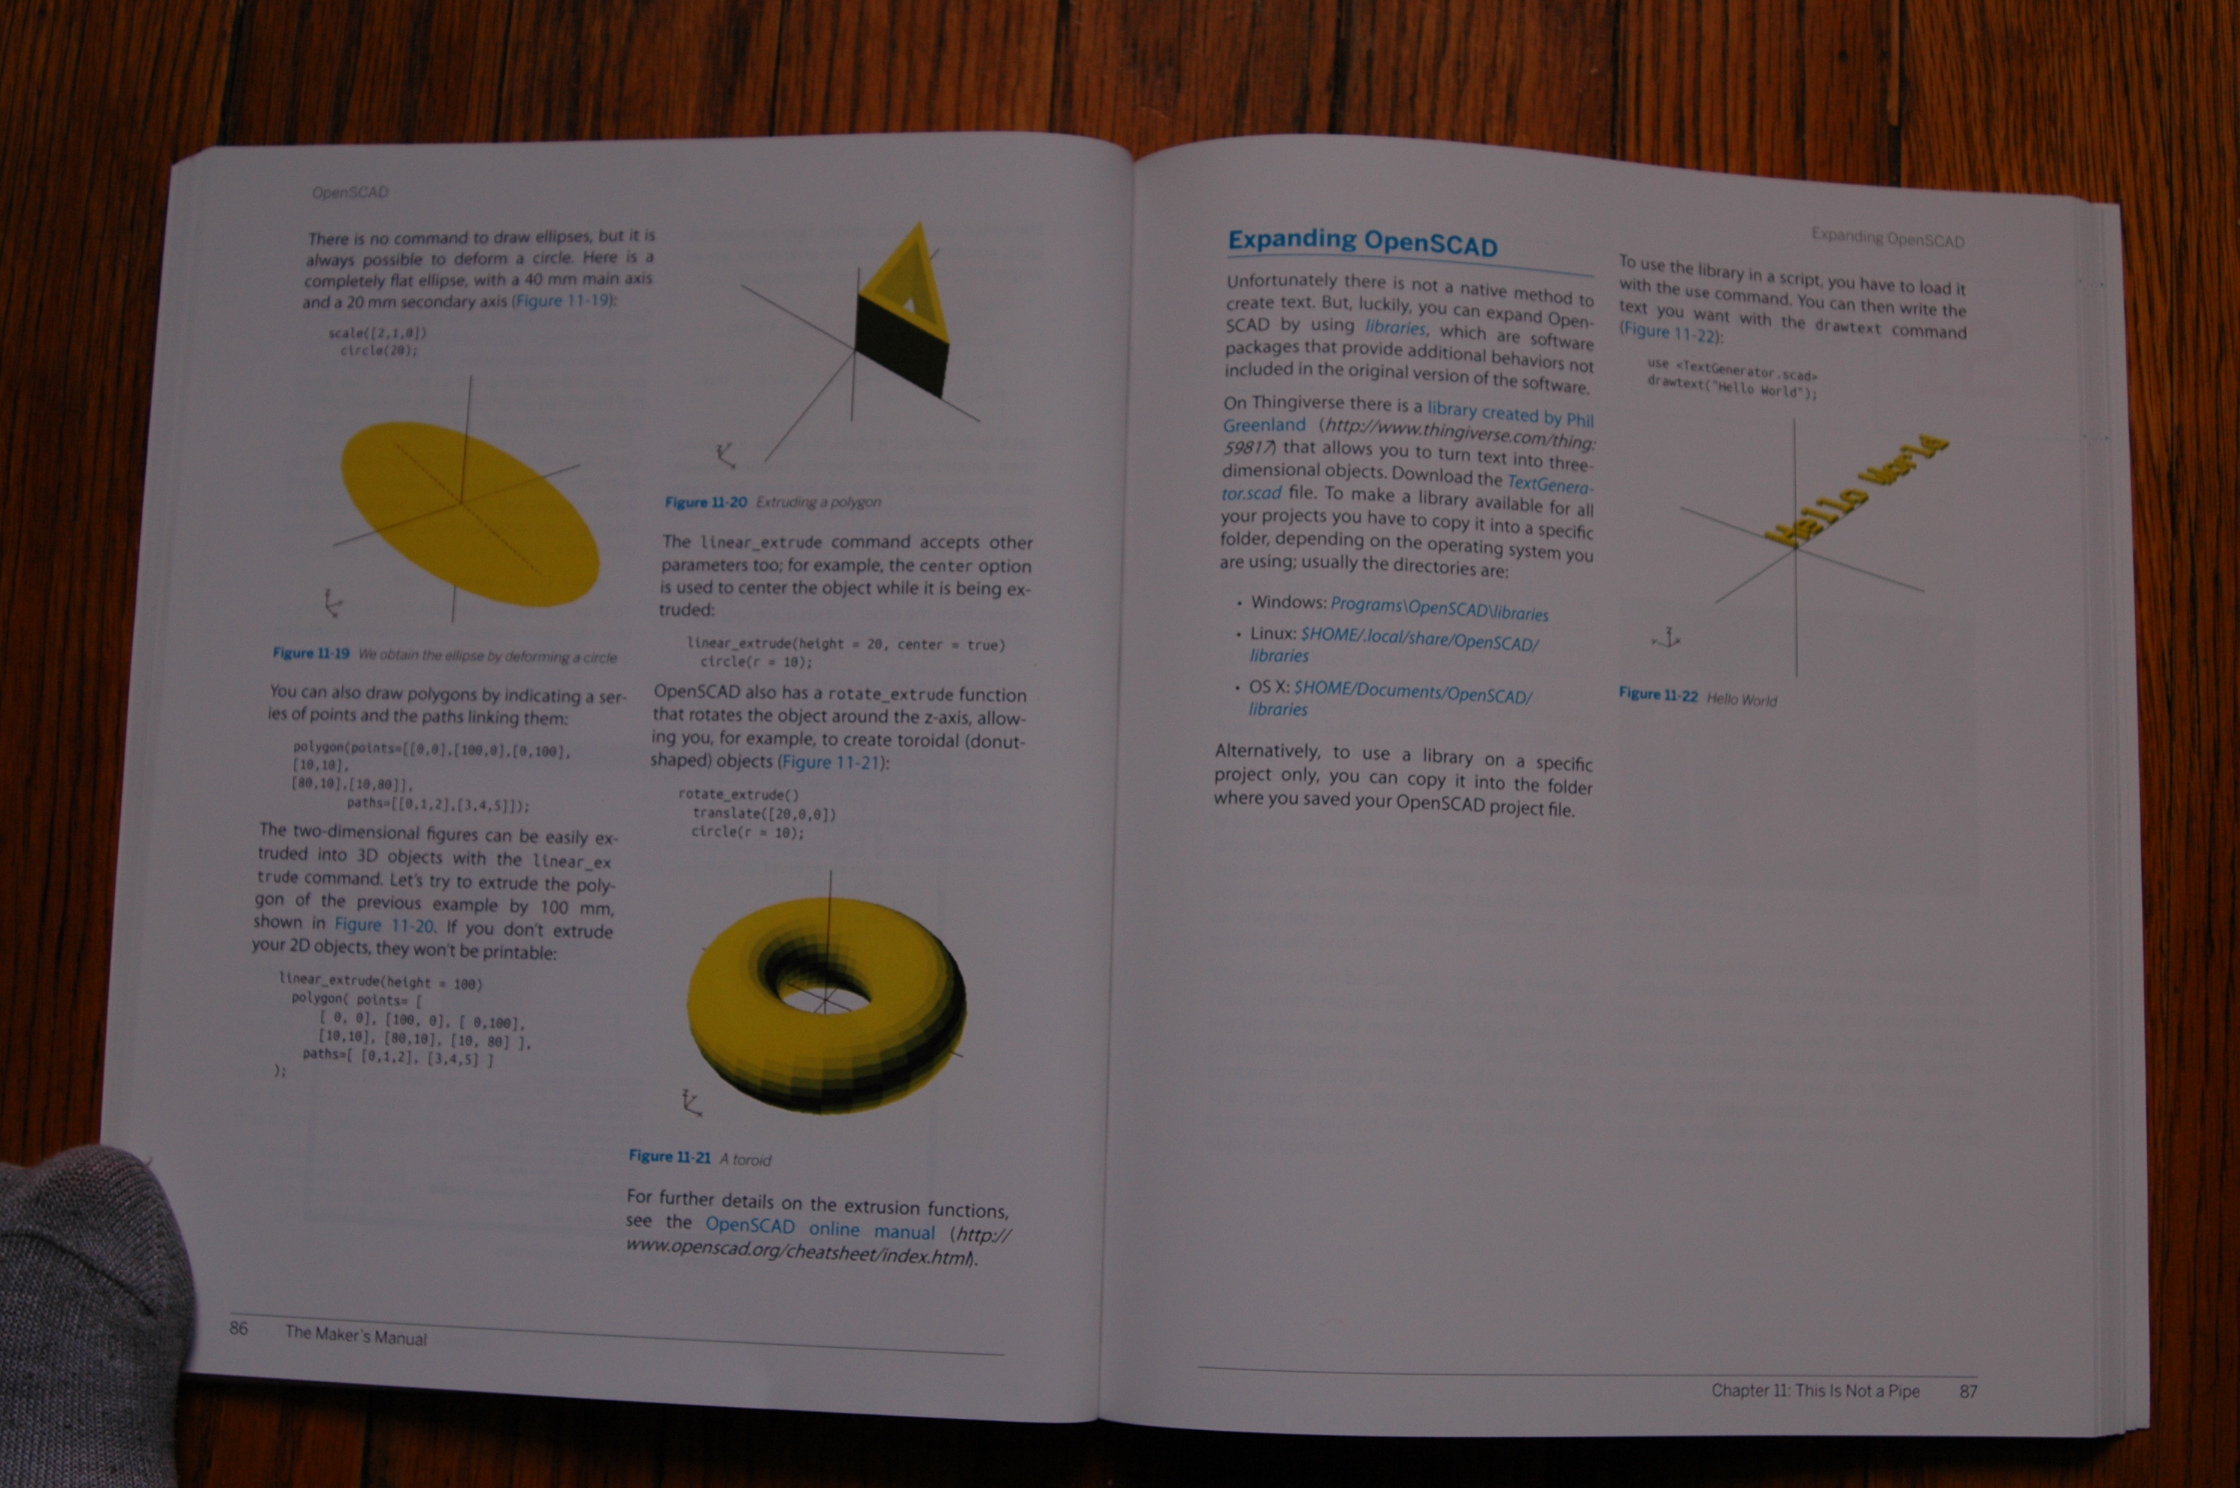 OpenSCAD
There is no command to draw ellipses, but it is
always possible to deform a circle. Here is a
completely flat ellipse, with a 40 mm main axis
and a 20 mm secondary axis (Figure 11-19):
scale([2,1,0])
circle(20);
Figure 11-19 We obtain the ellipse by deforming a circle
You can also draw polygons by indicating a ser-
ies of points and the paths linking them:
polygon(points=[[0,0],[100,0],[0,100],
[10,10],
[80,10],[10,80]],
paths=[[0,1,2],[3,4,5]]);
The two-dimensional figures can be easily ex-
truded into 3D objects with the linear_ex
trude command. Let's try to extrude the poly-
gon of the previous example by 100 mm,
shown in Figure 11-20. If you don't extrude
your 2D objects, they won't be printable:
linear_extrude(height = 100)
polygon( points= [
[ 0, 0], [100, 0], [ 0,100],
[10,10], [80,10], [10, 80] ],
paths=[ [0,1,2], [3,4,5] ]
);
Figure 11-20 Extruding a polygon
The linear_extrude command accepts other
parameters too; for example, the center option
is used to center the object while it is being ex-
truded:
linear_extrude(height = 20, center = true)
circle(r = 10);
OpenSCAD also has a rotate_extrude function
that rotates the object around the z-axis, allow-
ing you, for example, to create toroidal (donut-
shaped) objects (Figure 11-21):
rotate_extrude()
translate([20,0,0])
circle(r = 10);
Figure 11-21 A toroid
For further details on the extrusion functions,
see the OpenSCAD online manual (http://
www.openscad.org/cheatsheet/index.html).
86 The Maker's Manual
Expanding OpenSCAD
Expanding OpenSCAD
Unfortunately there is not a native method to
create text. But, luckily, you can expand Open-
SCAD by using libraries, which are software
packages that provide additional behaviors not
included in the original version of the software.
On Thingiverse there is a library created by Phil
Greenland (http://www.thingiverse.com/thing:
59817) that allows you to turn text into three-
dimensional objects. Download the TextGenera-
tor.scad file. To make a library available for all
your projects you have to copy it into a specific
folder, depending on the operating system you
are using; usually the directories are:
• Windows: Programs\OpenSCAD\libraries
• Linux: $HOME/.local/share/OpenSCAD/
libraries
• OS X: $HOME/Documents/OpenSCAD/
libraries
Alternatively, to use a library on a specific
project only, you can copy it into the folder
where you saved your OpenSCAD project file.
To use the library in a script, you have to load it
with the use command. You can then write the
text you want with the drawtext command
(Figure 11-22):
use <TextGenerator.scad>
drawtext("Hello World");
Hello World
Figure 11-22 Hello World
Chapter 11: This Is Not a Pipe 87